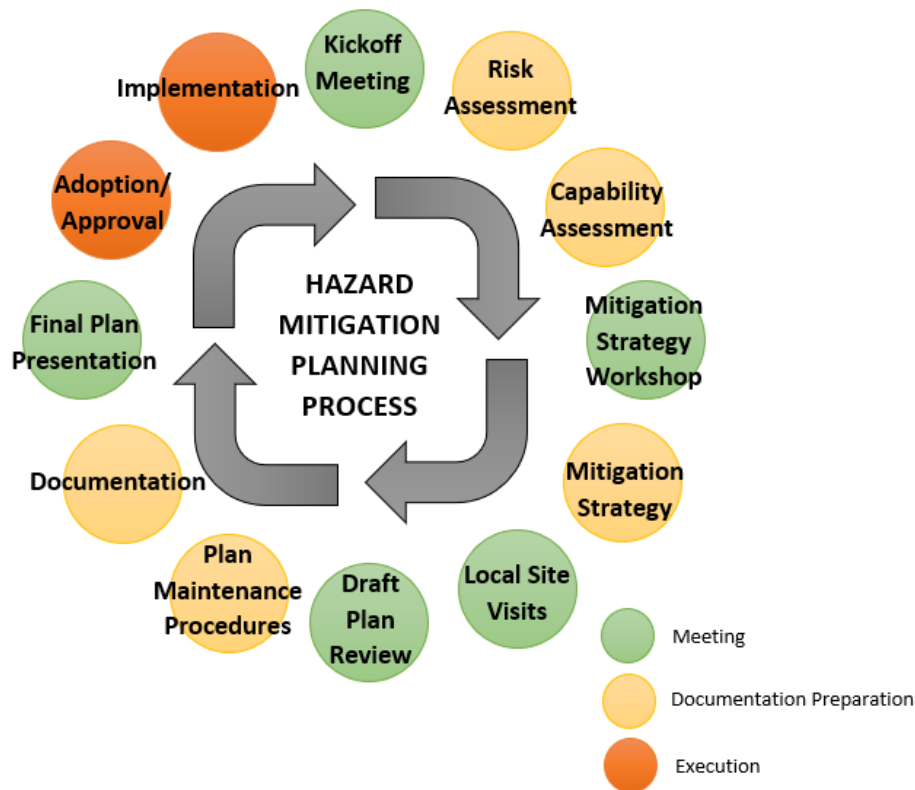 Kickoff
Meeting
Risk
Assessment
Capability
Assessment
Mitigation
Strategy
Workshop
Mitigation
Strategy
Local Site
Visits
Draft
Plan
Review
Plan
Maintenance
Procedures
Documentation
Final Plan
Presentation
Adoption/
Approval
Implementation
HAZARD
MITIGATION
PLANNING
PROCESS
Meeting
Documentation Preparation
Execution